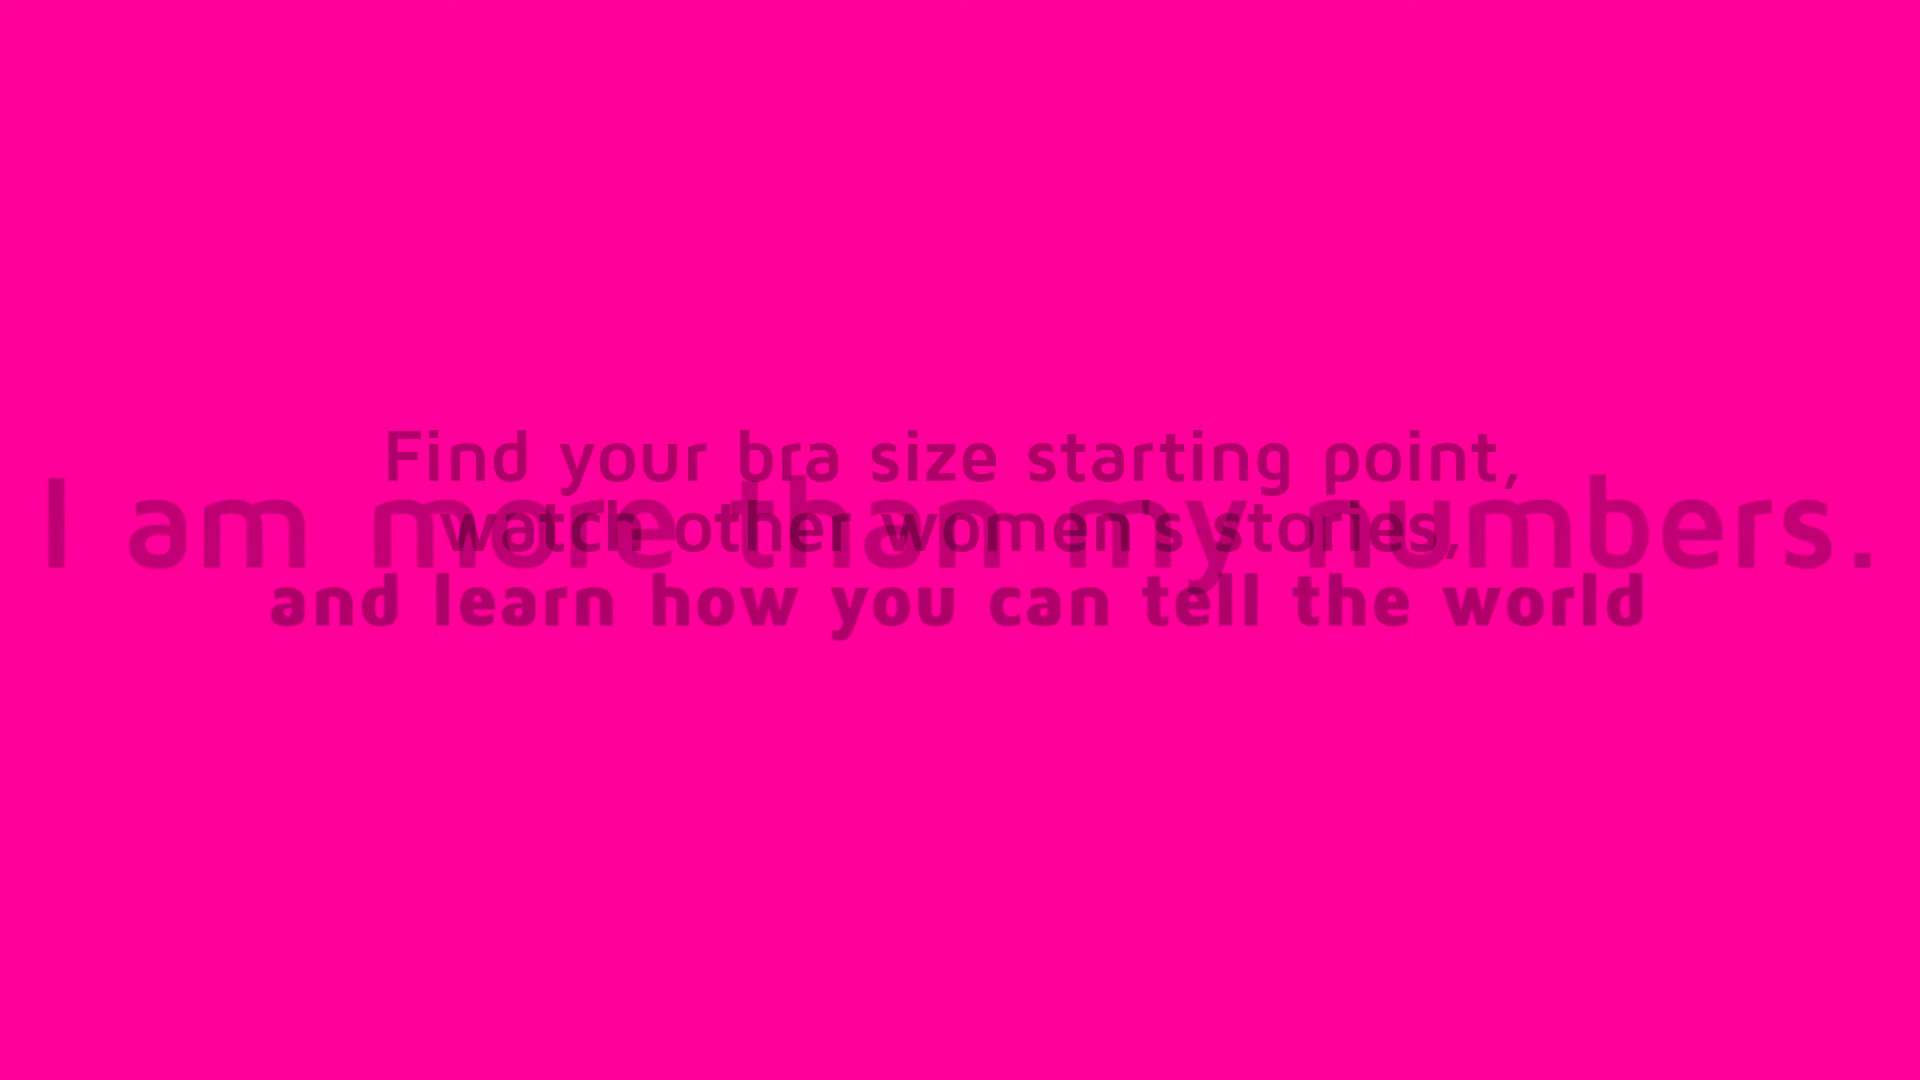 Find your bra size starting point,
watch other women's stories,
and learn how you can tell the world
I am more than my numbers.